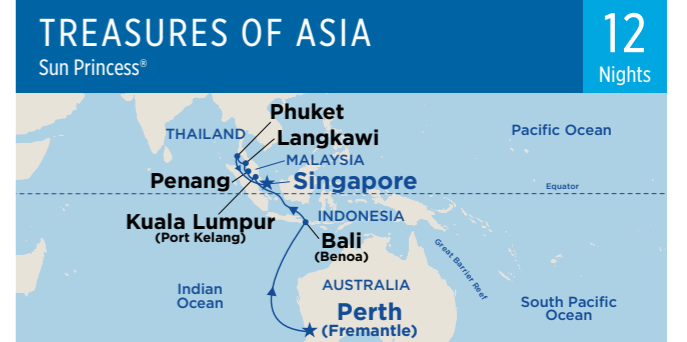 TREASURES OF ASIA
Sun Princess®
12
Nights
Phuket
THAILAND
Langkawi
Pacific Ocean
MALAYSIA
Penang
Singapore
Equator
Kuala Lumpur
(Port Kelang)
INDONESIA
Bali
(Benoa)
Great Barrier Reef
Indian
Ocean
AUSTRALIA
South Pacific
Ocean
Perth
(Fremantle)